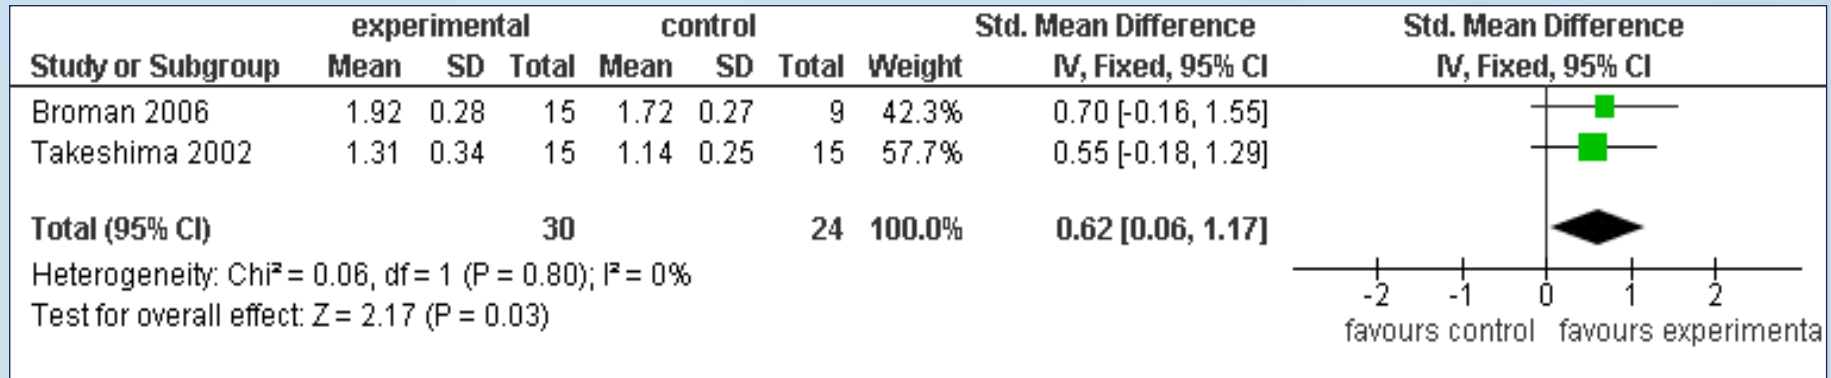 experimental control Std. Mean Difference Std. Mean Difference
Study or Subgroup Mean SD Total Mean SD Total Weight IV, Fixed, 95% CI IV, Fixed, 95% CI
Broman 2006 1.92 0.28 15 1.72 0.27 9 42.3% 0.70 [-0.16, 1.55]
Takeshima 2002 1.31 0.34 15 1.14 0.25 15 57.7% 0.55 [-0.18, 1.29]
Total (95% CI) 30 24 100.0% 0.62 [0.06, 1.17]
Heterogeneity: Chi² = 0.06, df = 1 (P = 0.80); I² = 0%
Test for overall effect: Z = 2.17 (P = 0.03)
-2 -1 0 1 2
favours control favours experimenta